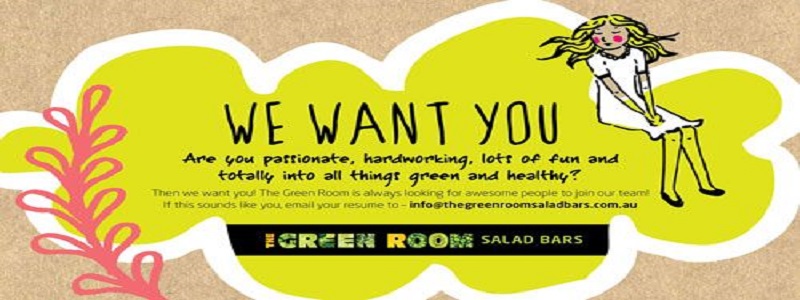 WE WANT YOU
Are you passionate, hardworking, lots of fun and
totally into all things green and healthy?
Then we want you! The Green Room is always looking for awesome people to join our team!
If this sounds like you, email your resume to - info@thegreenroomsaladbars.com.au
THE GREEN ROOM SALAD BARS